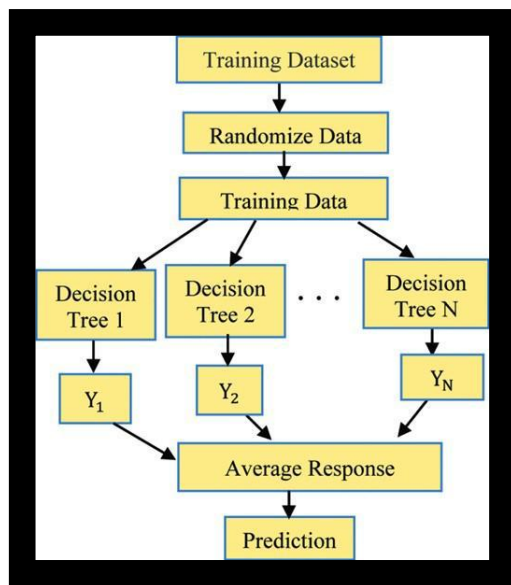 Training Dataset
Randomize Data
Training Data
Decision
Tree 1
Decision
Tree 2
. . .
Decision
Tree N
Y₁
Y₂
Y_N
Average Response
Prediction